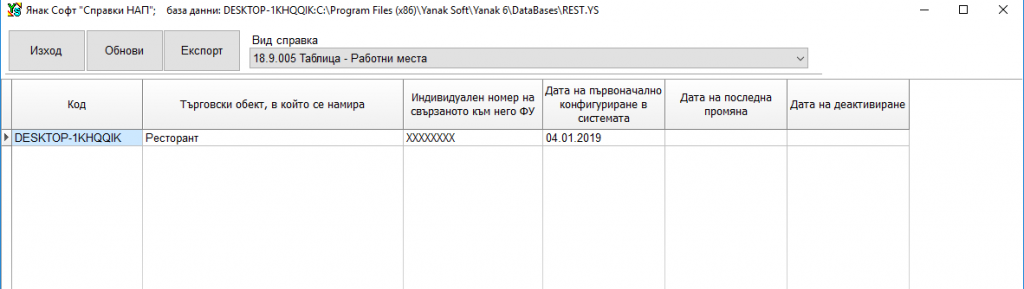 Янак Софт "Справки НАП"; база данни: DESKTOP-1KHQQIK:C:\Program Files (x86)\Yanak Soft\Yanak 6\DataBases\REST.YS
Изход
Обнови
Експорт
Вид справка
18.9.005 Таблица - Работни места
Код
Търговски обект, в който се намира
Индивидуален номер на
свързаното към него ФУ
Дата на първоначално
конфигуриране в
системата
Дата на последна
промяна
Дата на деактивиране
DESKTOP-1KHQQIK
Ресторант
XXXXXXXX
04.01.2019